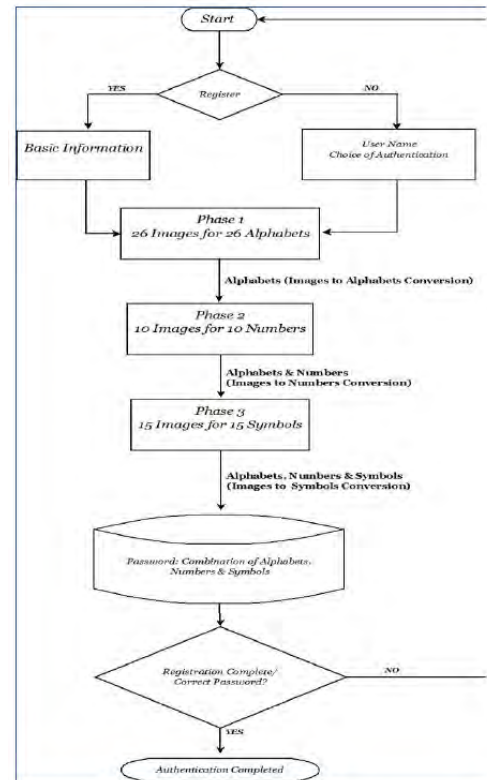 Start
Register
YES
NO
Basic Information
User Name
Choice of Authentication
Phase 1
26 Images for 26 Alphabets
Alphabets (Images to Alphabets Conversion)
Phase 2
10 Images for 10 Numbers
Alphabets & Numbers
(Images to Numbers Conversion)
Phase 3
15 Images for 15 Symbols
Alphabets, Numbers & Symbols
(Images to Symbols Conversion)
Password: Combination of Alphabets,
Numbers & Symbols
Registration Complete/
Correct Password?
NO
YES
Authentication Completed